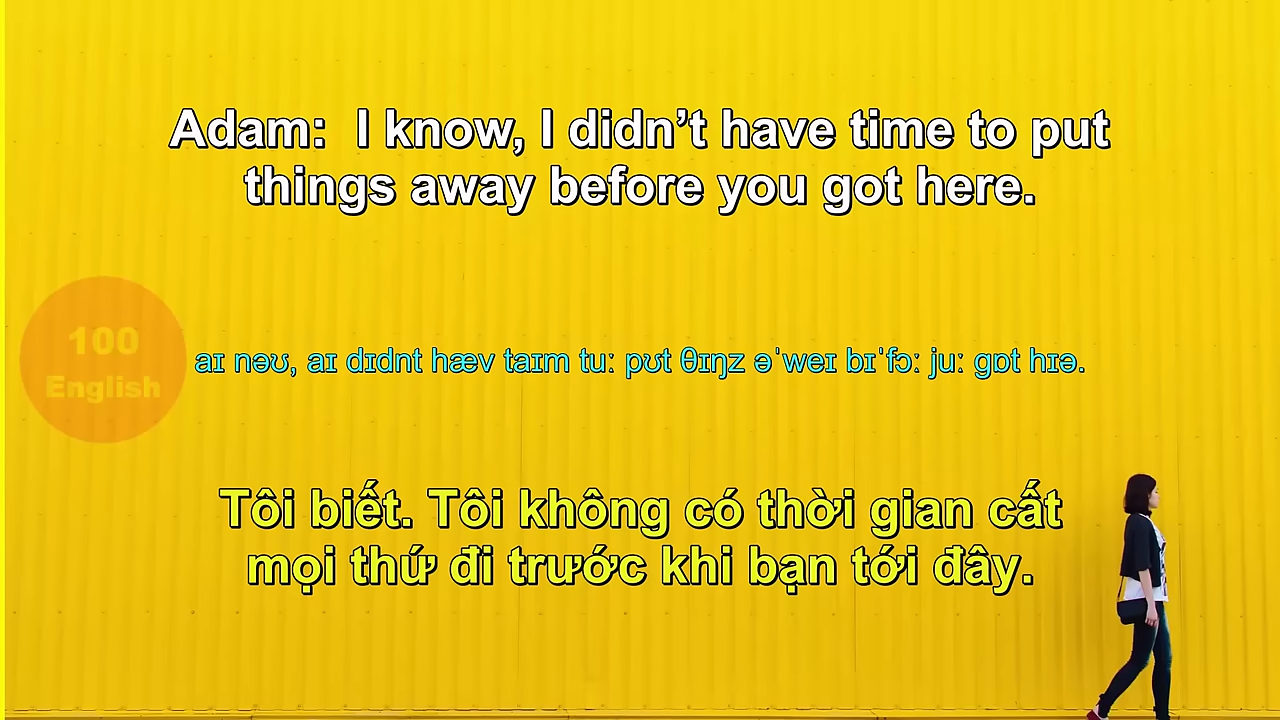 Adam:  I know, I didn’t have time to put
things away before you got here.
100
English
aɪ nəʊ, aɪ dɪdnt hæv taɪm tuː pʊt θɪŋz əˈweɪ bɪˈfɔː juː ɡɒt hɪə.
Tôi biết. Tôi không có thời gian cất
mọi thứ đi trước khi bạn tới đây.